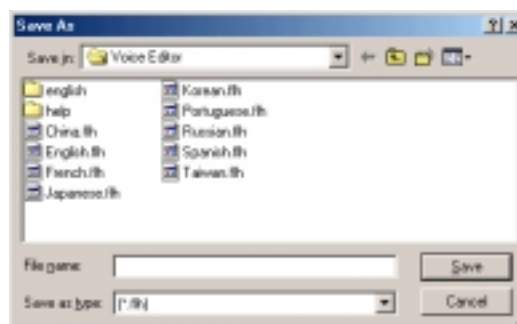 Save As
Save in: Voice Editor
english
help
China.flh
English.flh
French.flh
Japanese.flh
Korean.flh
Portuguese.flh
Russian.flh
Spanish.flh
Taiwan.flh
File name:
Save
Save as type: (*.flh)
Cancel